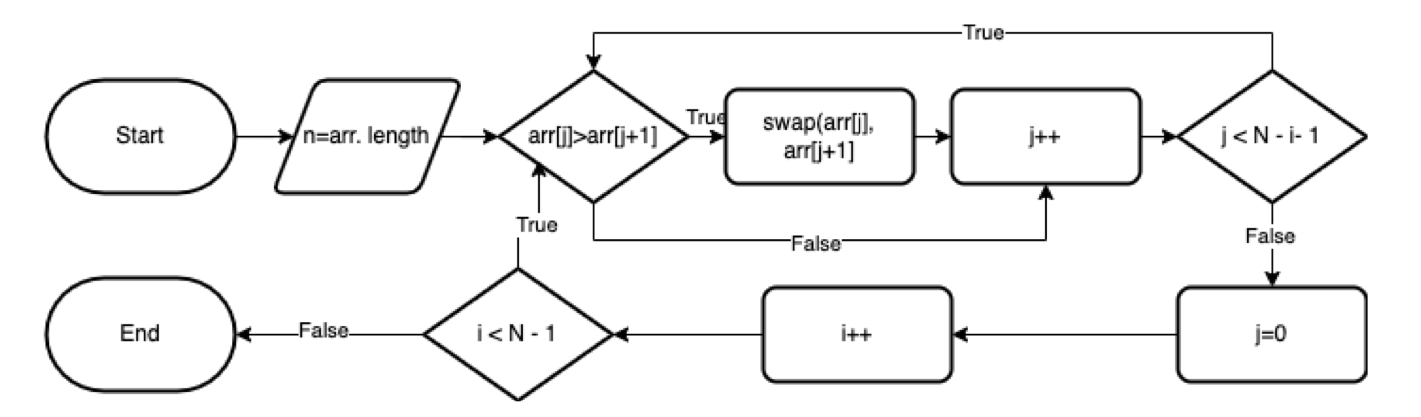 True
Start
n=arr. length
arr[j]>arr[j+1]
True
swap(arr[j],
arr[j+1]
j++
j < N - i- 1
True
False
False
End
False
i < N - 1
i++
j=0